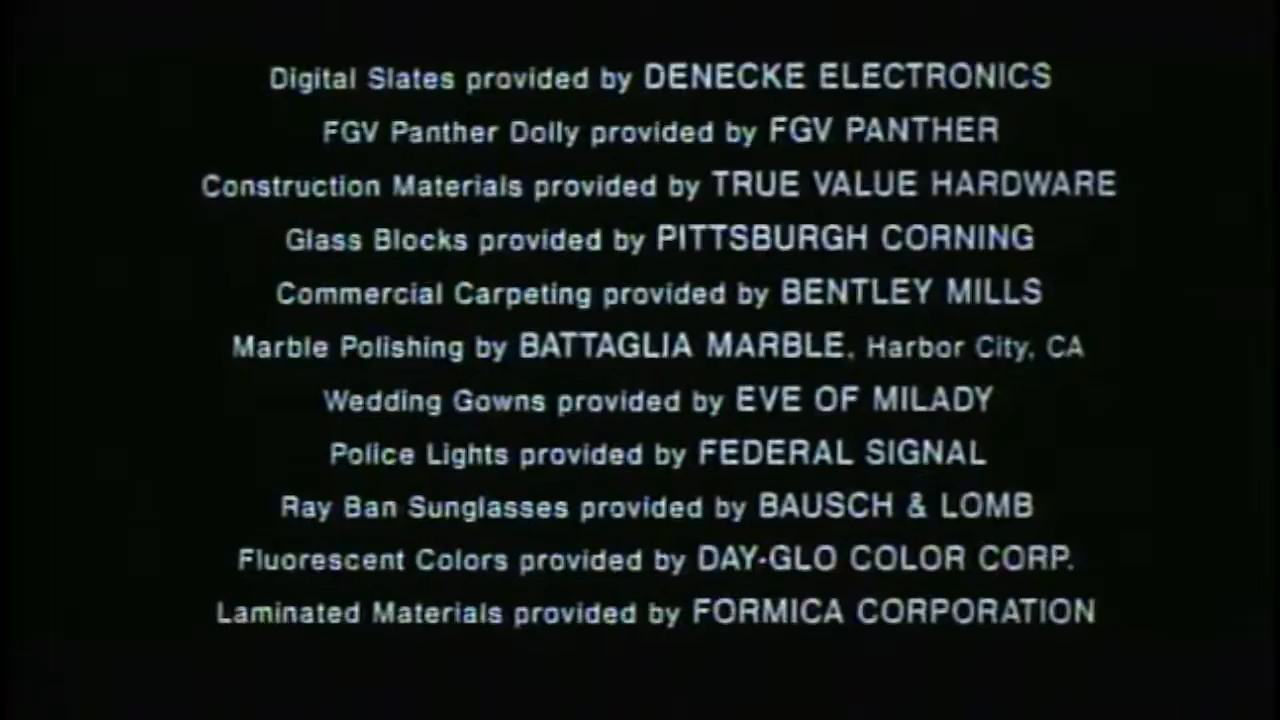 Digital Slates provided by DENECKE ELECTRONICS
FGV Panther Dolly provided by FGV PANTHER
Construction Materials provided by TRUE VALUE HARDWARE
Glass Blocks provided by PITTSBURGH CORNING
Commercial Carpeting provided by BENTLEY MILLS
Marble Polishing by BATTAGLIA MARBLE, Harbor City, CA
Wedding Gowns provided by EVE OF MILADY
Police Lights provided by FEDERAL SIGNAL
Ray Ban Sunglasses provided by BAUSCH & LOMB
Fluorescent Colors provided by DAY-GLO COLOR CORP.
Laminated Materials provided by FORMICA CORPORATION